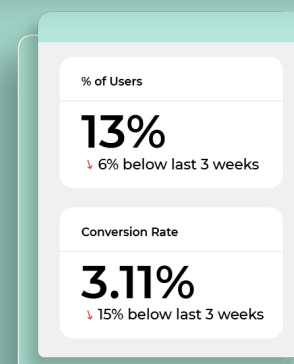 % of Users
13%
↘ 6% below last 3 weeks
Conversion Rate
3.11%
↘ 15% below last 3 weeks